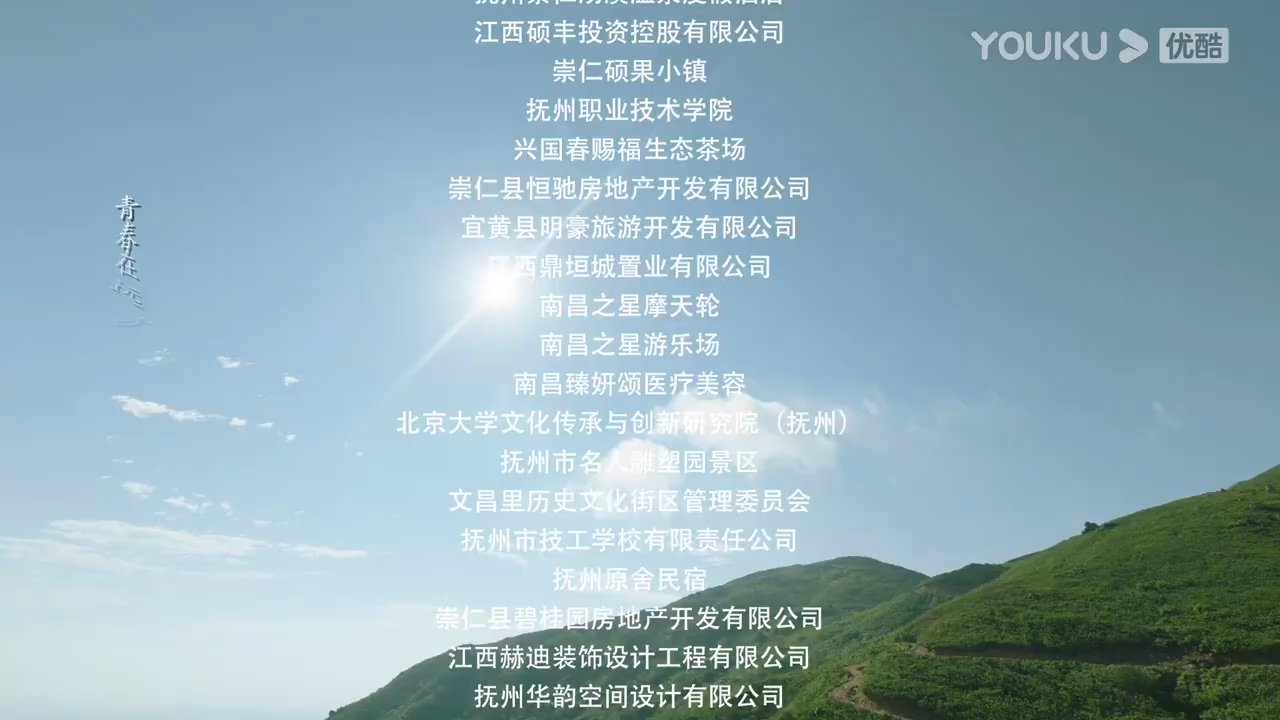 江西硕丰投资控股有限公司
崇仁硕果小镇
抚州职业技术学院
兴国春赐福生态茶场
崇仁县恒驰房地产开发有限公司
宜黄县明豪旅游开发有限公司
江西鼎垣城置业有限公司
南昌之星摩天轮
南昌之星游乐场
南昌臻妍颂医疗美容
北京大学文化传承与创新研究院（抚州）
抚州市名人雕塑园景区
文昌里历史文化街区管理委员会
抚州市技工学校有限责任公司
抚州原舍民宿
崇仁县碧桂园房地产开发有限公司
江西赫迪装饰设计工程有限公司
抚州华韵空间设计有限公司
YOUKU 优酷
青春在